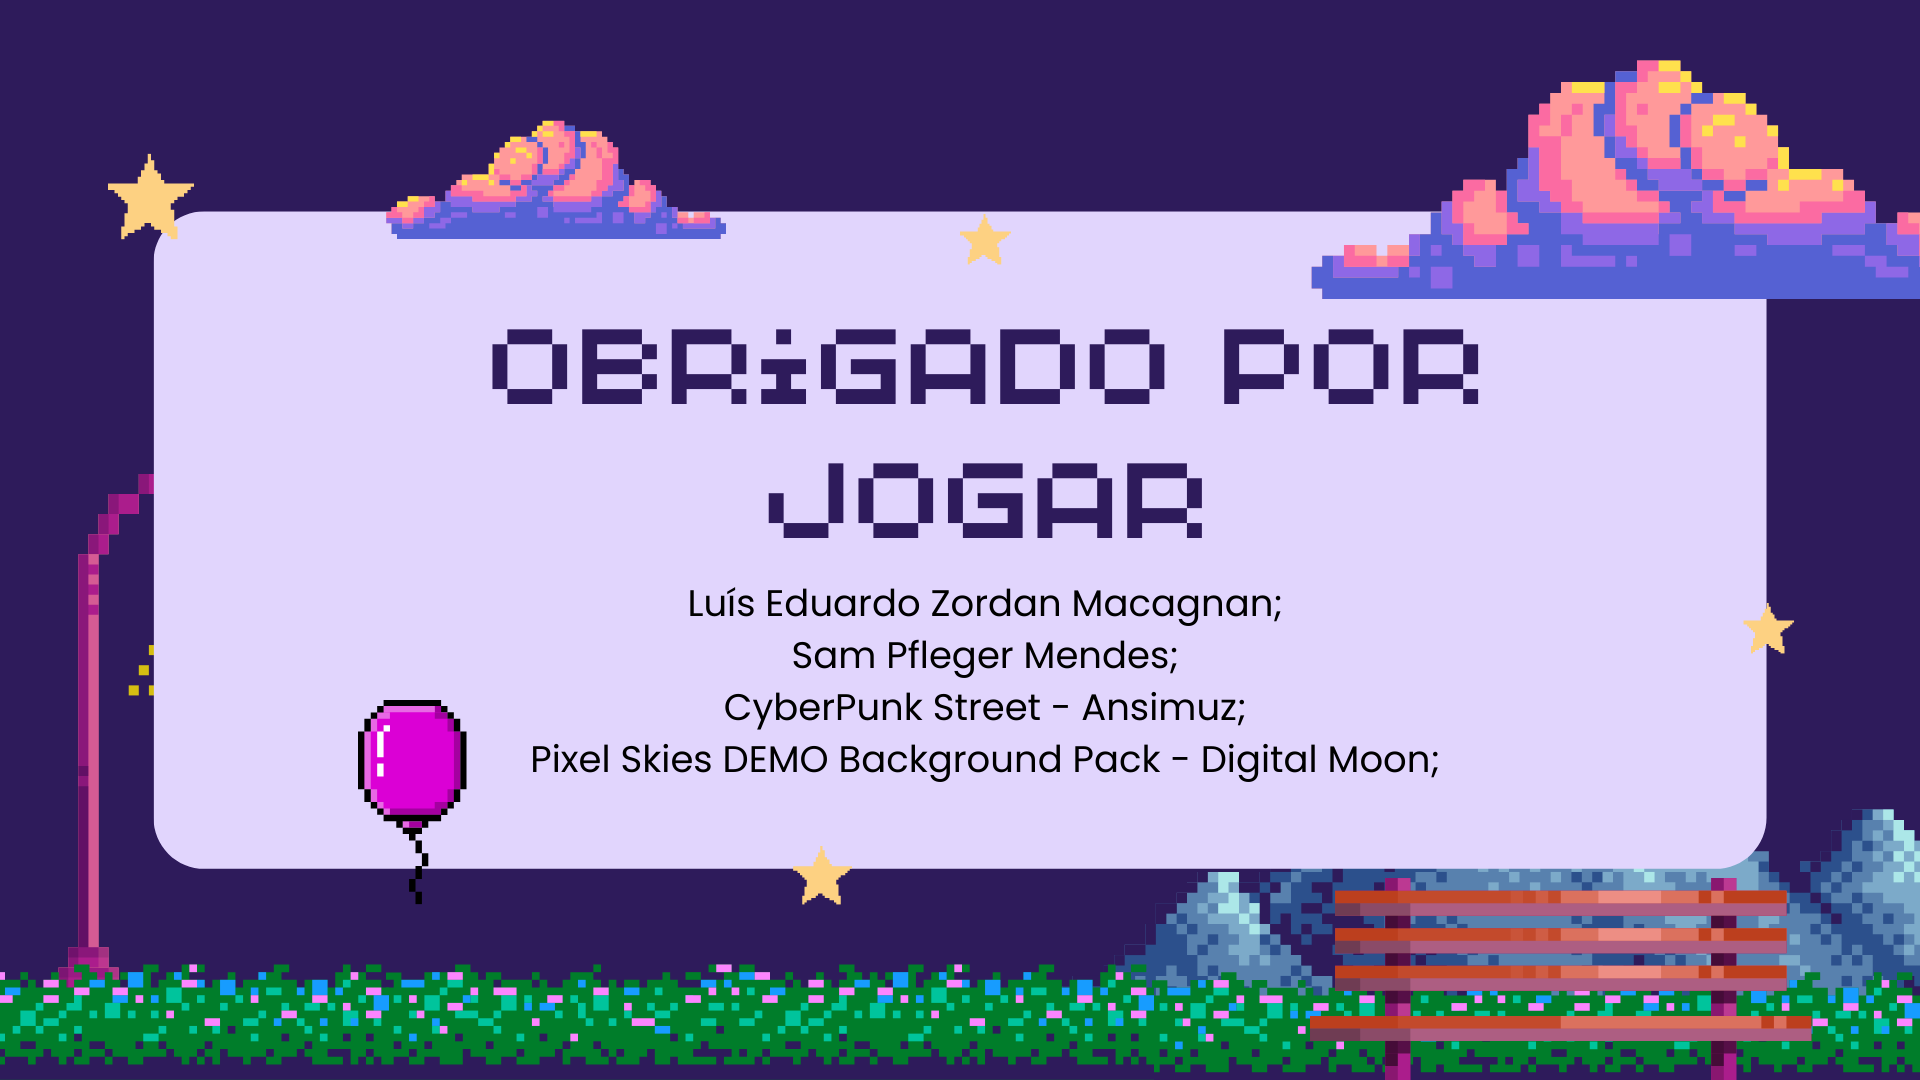 OBRiGADO POR
JOGAR
Luís Eduardo Zordan Macagnan;
Sam Pfleger Mendes;
CyberPunk Street - Ansimuz;
Pixel Skies DEMO Background Pack - Digital Moon;